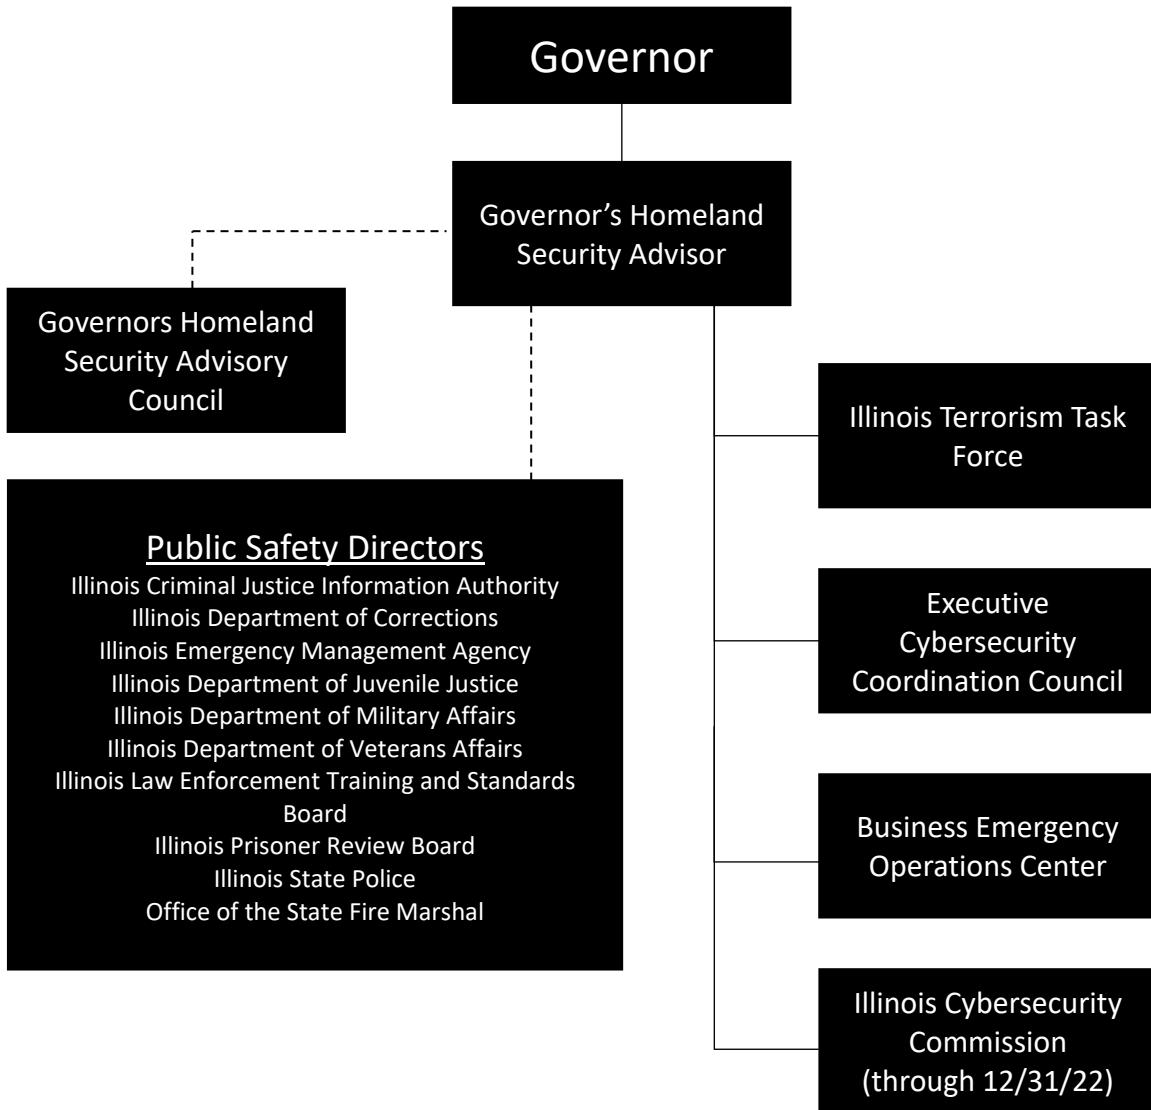 Governor
Governor’s Homeland
Security Advisor
Governors Homeland
Security Advisory
Council
Public Safety Directors
Illinois Criminal Justice Information Authority
Illinois Department of Corrections
Illinois Emergency Management Agency
Illinois Department of Juvenile Justice
Illinois Department of Military Affairs
Illinois Department of Veterans Affairs
Illinois Law Enforcement Training and Standards
Board
Illinois Prisoner Review Board
Illinois State Police
Office of the State Fire Marshal
Illinois Terrorism Task
Force
Executive
Cybersecurity
Coordination Council
Business Emergency
Operations Center
Illinois Cybersecurity
Commission
(through 12/31/22)